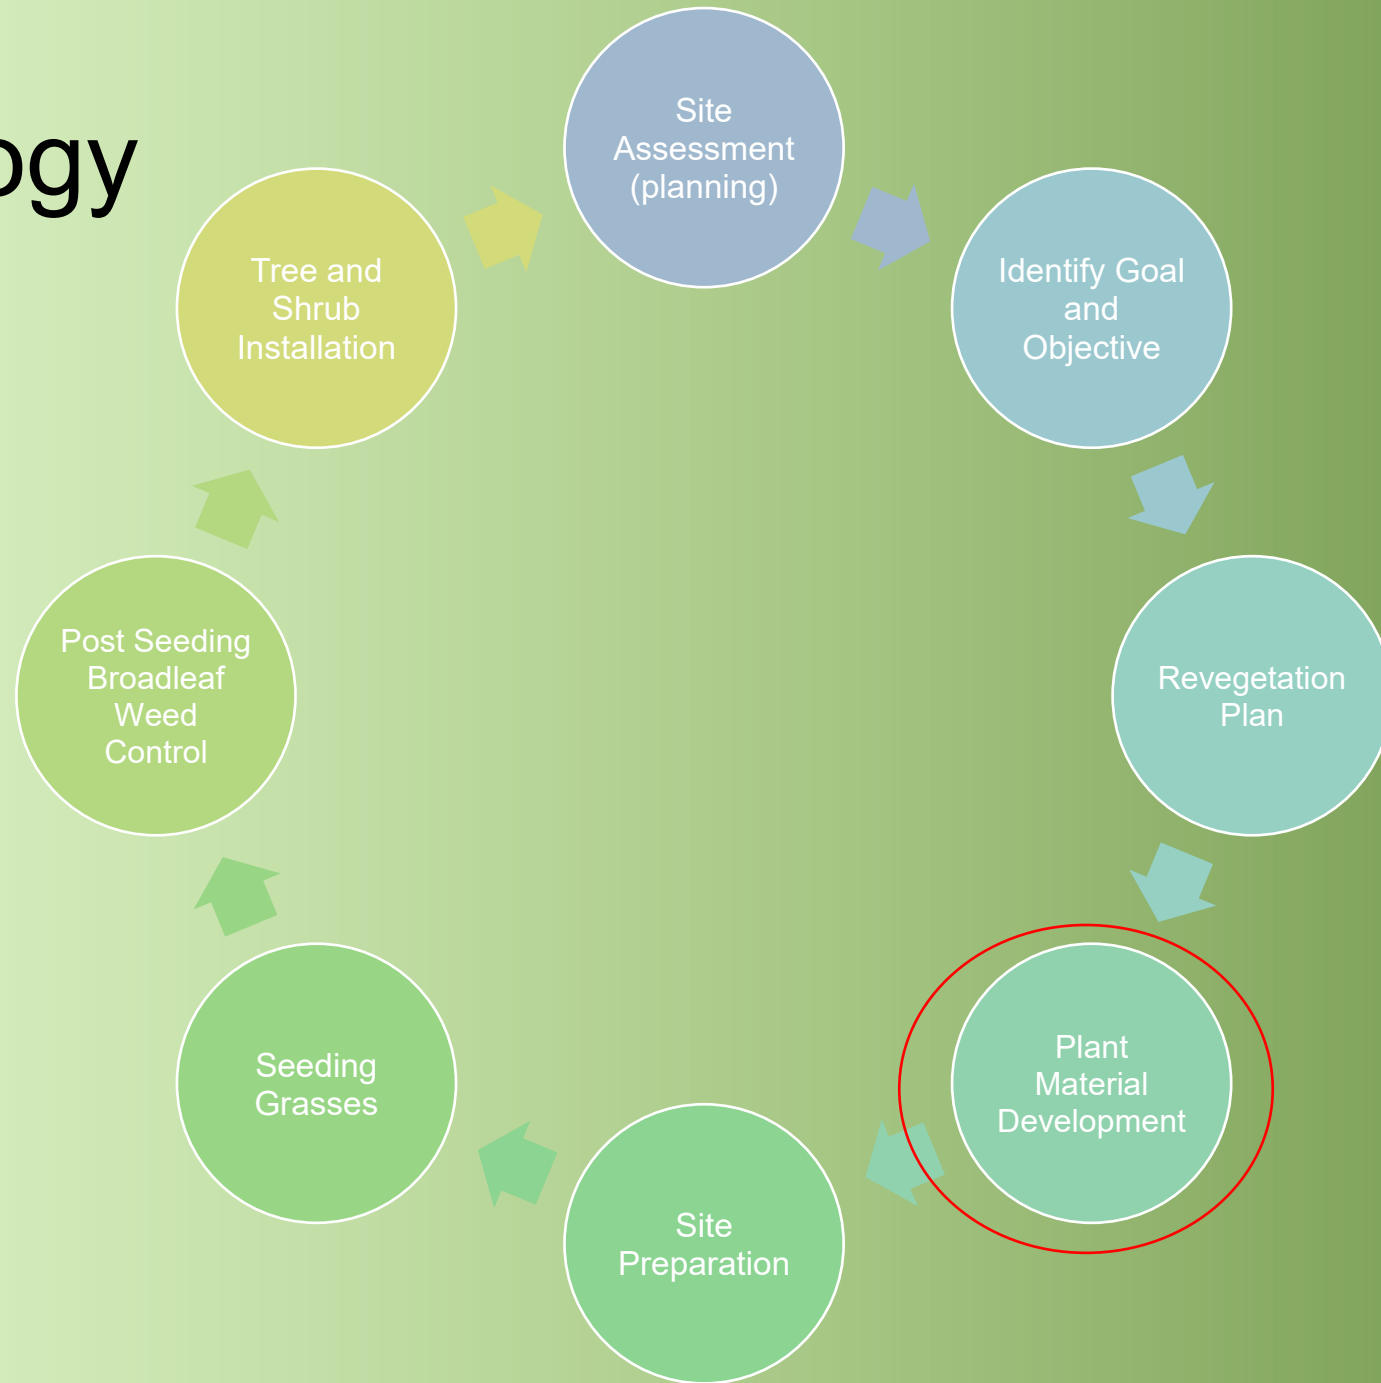 ogy
Site
Assessment
(planning)
Identify Goal
and
Objective
Revegetation
Plan
Plant
Material
Development
Site
Preparation
Seeding
Grasses
Post Seeding
Broadleaf
Weed
Control
Tree and
Shrub
Installation